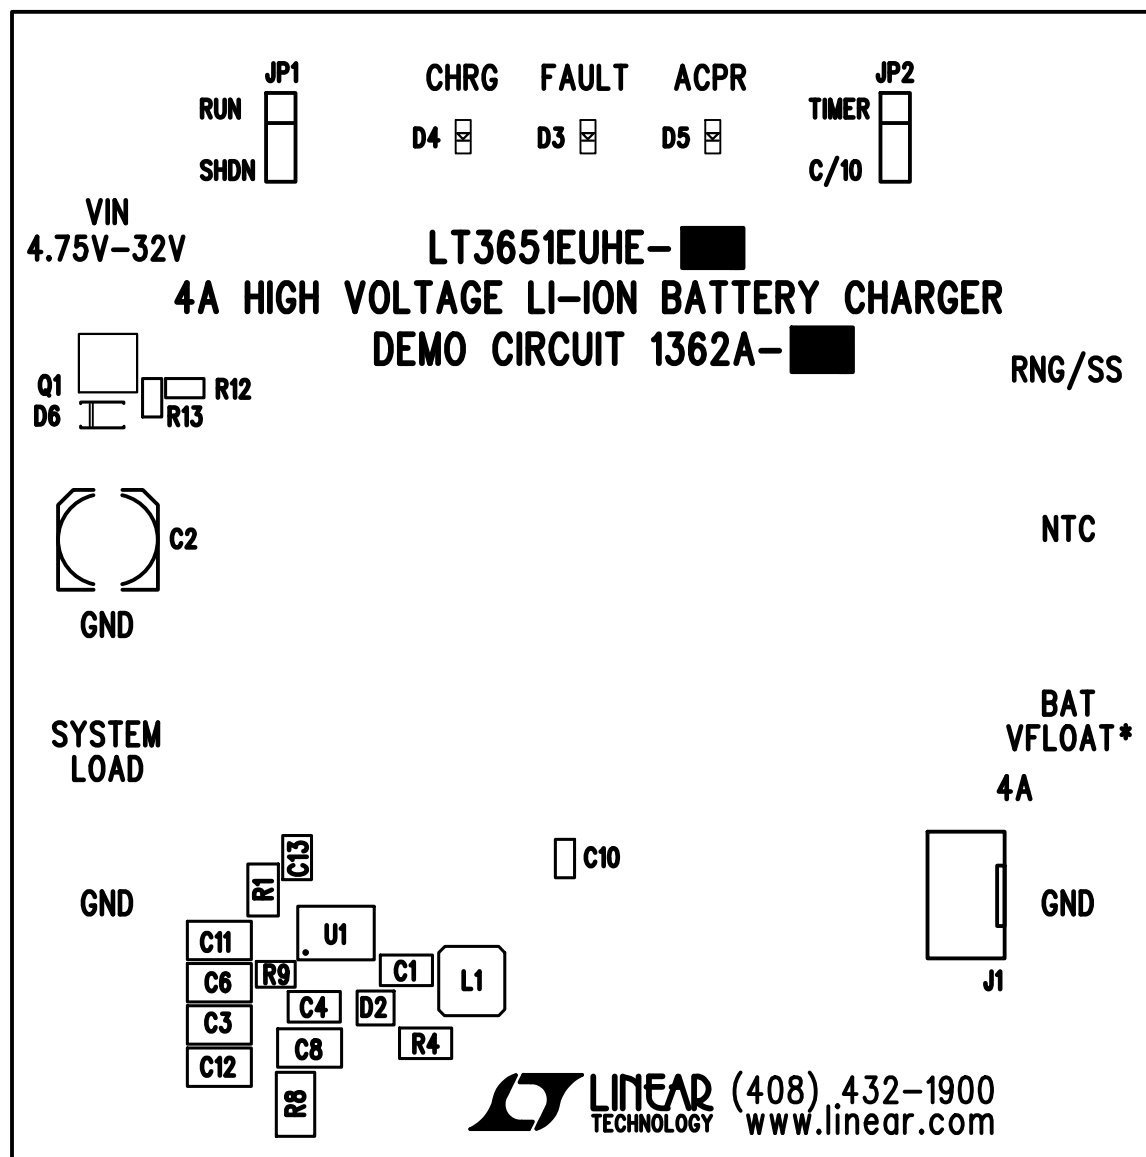 JP1
CHRG FAULT ACPR
JP2
RUN
TIMER
D4 D3 D5
SHDN
C/10
VIN
4.75V-32V
LT3651EUHE-
4A HIGH VOLTAGE LI-ION BATTERY CHARGER
DEMO CIRCUIT 1362A-
RNG/SS
Q1
R12
D6
R13
C2
NTC
GND
BAT
VFLOAT*
SYSTEM
LOAD
4A
C13
C10
R1
GND
GND
U1
C11
R9
C1
L1
J1
C6
C4
D2
C3
R4
C8
C12
R8
LINEAR
TECHNOLOGY
(408) 432-1900
www.linear.com